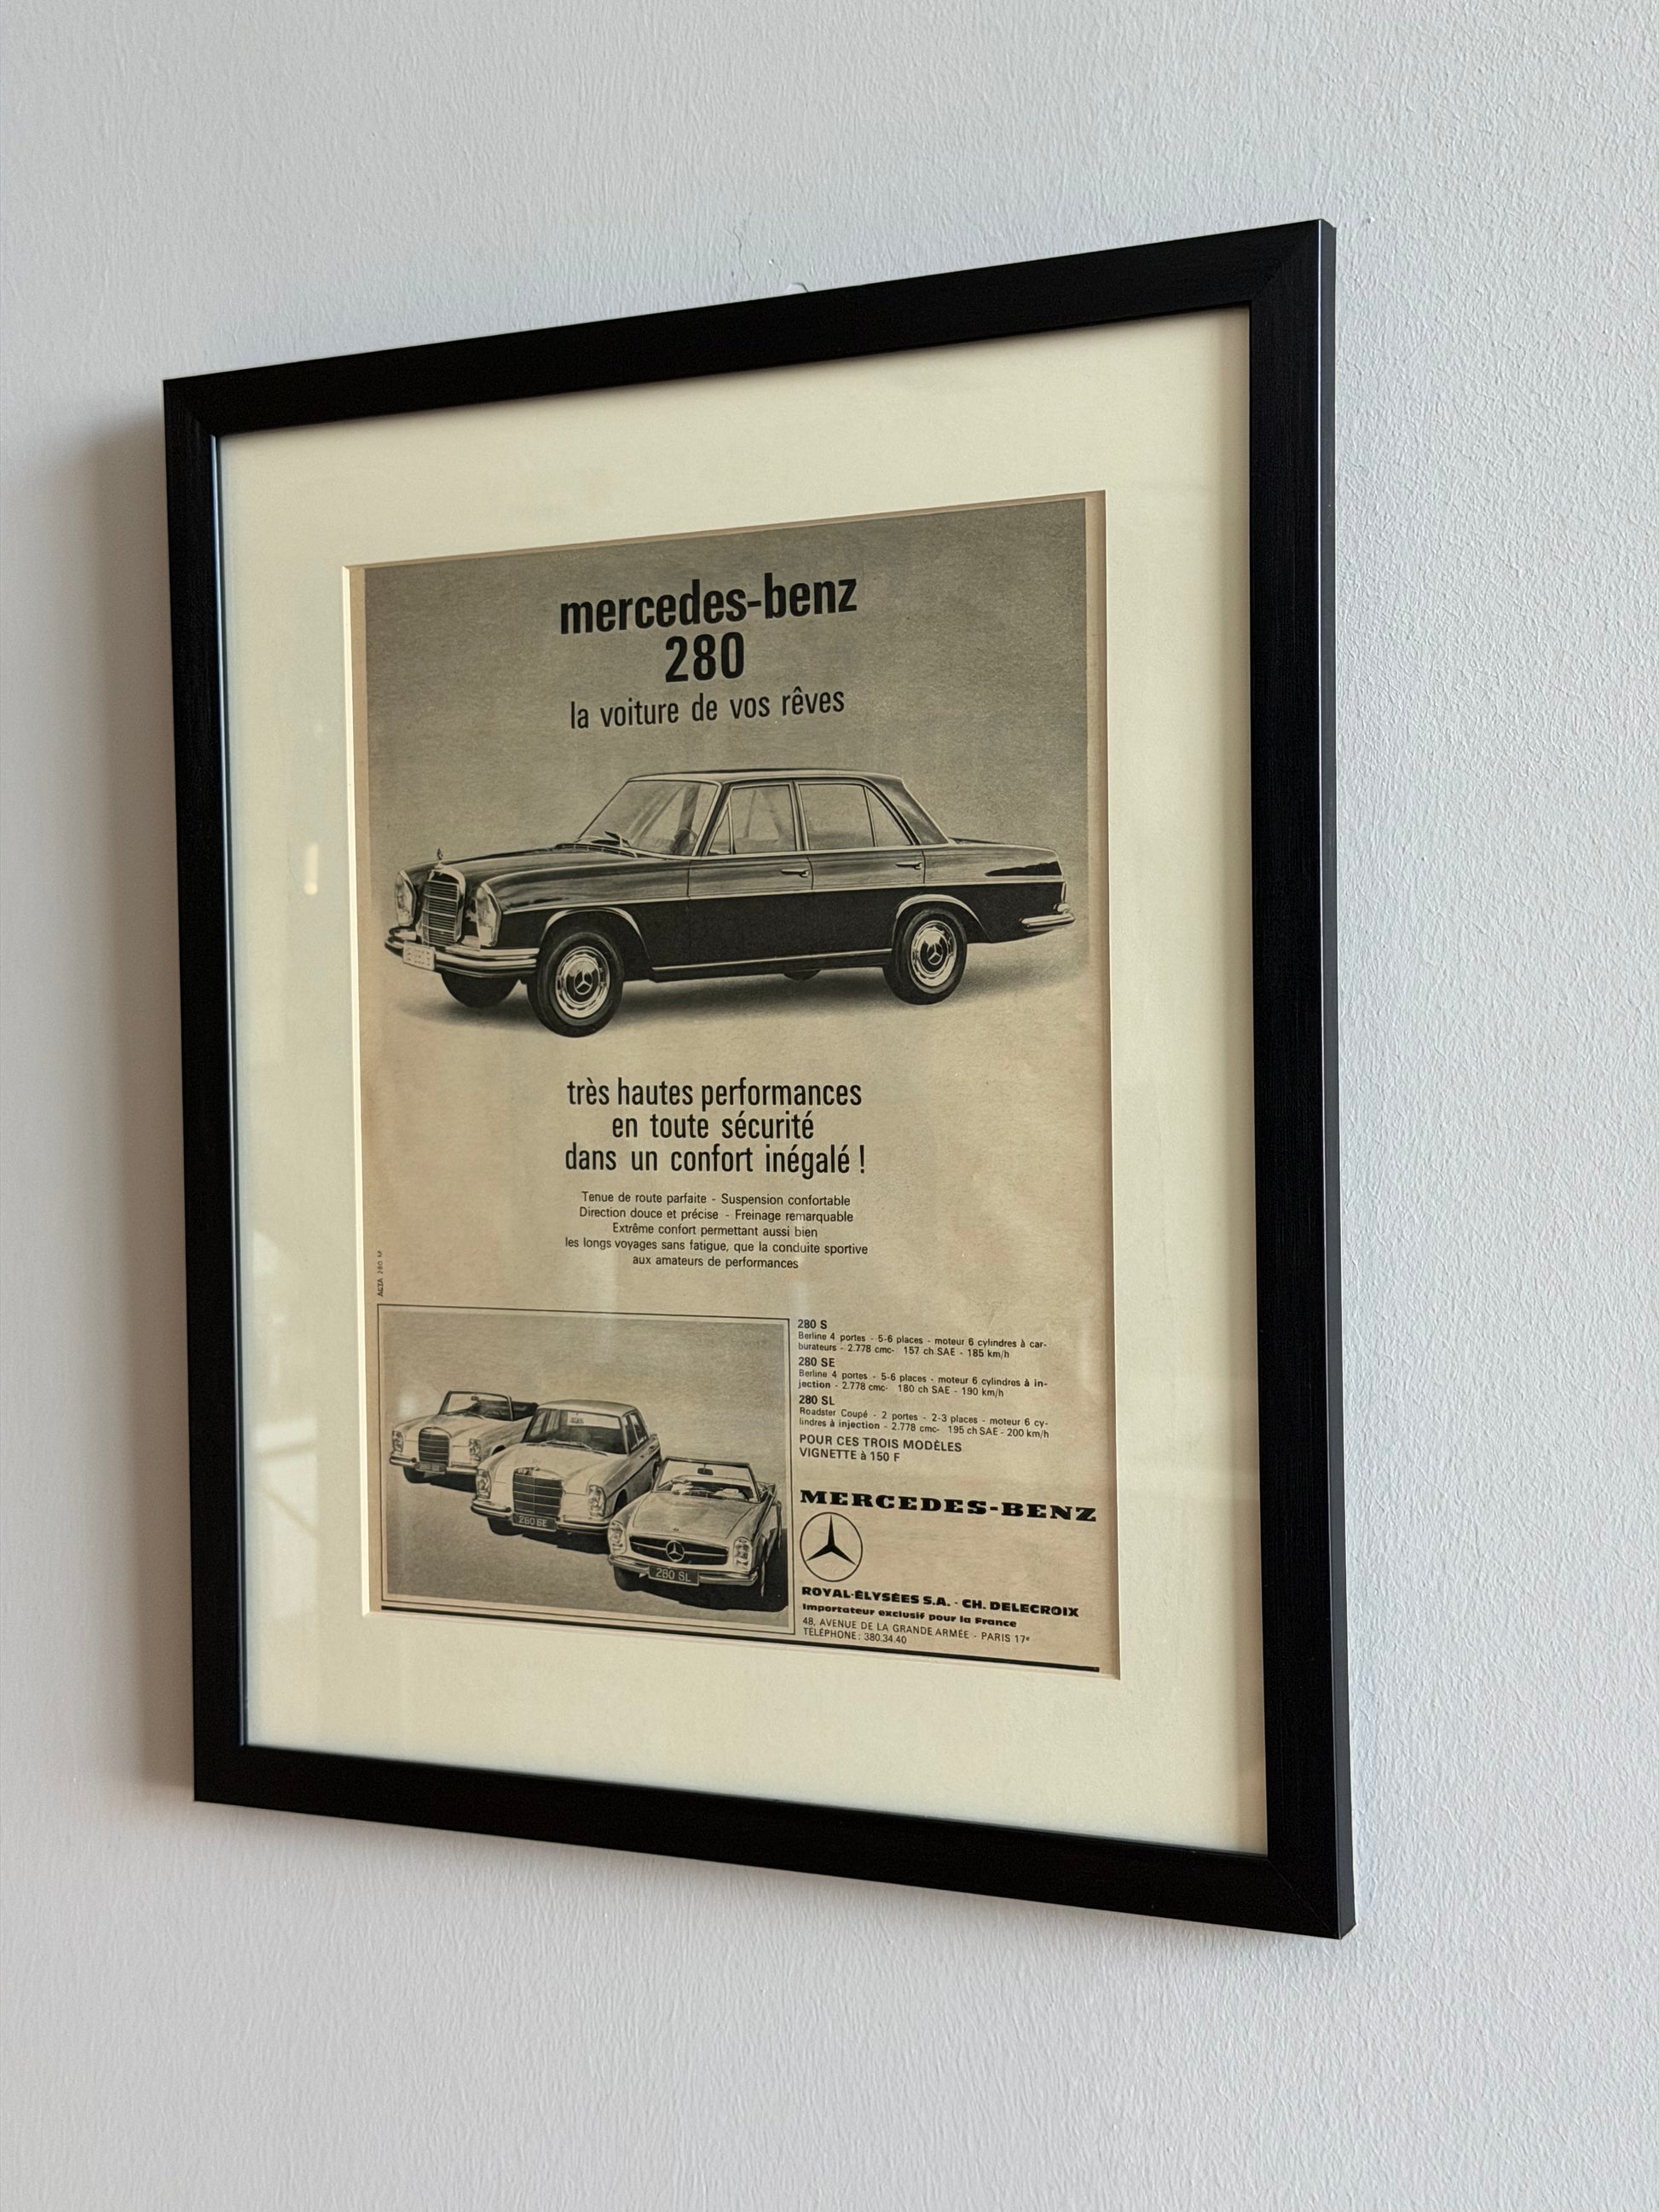 mercedes-benz
280
la voiture de vos rêves
très hautes performances
en toute sécurité
dans un confort inégalé !
Tenue de route parfaite - Suspension confortable
Direction douce et précise - Freinage remarquable
Extrême confort permettant aussi bien
les longs voyages sans fatigue, que la conduite sportive
aux amateurs de performances
280 SE
280 SL
280 S
Berline 4 portes - 5-6 places - moteur 6 cylindres à car-
burateurs - 2.778 cmc- 157 ch SAE - 185 km/h
280 SE
Berline 4 portes - 5-6 places - moteur 6 cylindres à in-
jection - 2.778 cmc- 180 ch SAE - 190 km/h
280 SL
Roadster Coupé - 2 portes - 2-3 places - moteur 6 cy-
lindres à injection - 2.778 cmc- 195 ch SAE - 200 km/h
POUR CES TROIS MODÈLES
VIGNETTE à 150 F
MERCEDES-BENZ
ROYAL-ÉLYSÉES S.A. - CH. DELECROIX
Importateur exclusif pour la France
48, AVENUE DE LA GRANDE ARMÉE - PARIS 17e
TÉLÉPHONE : 380.34.40